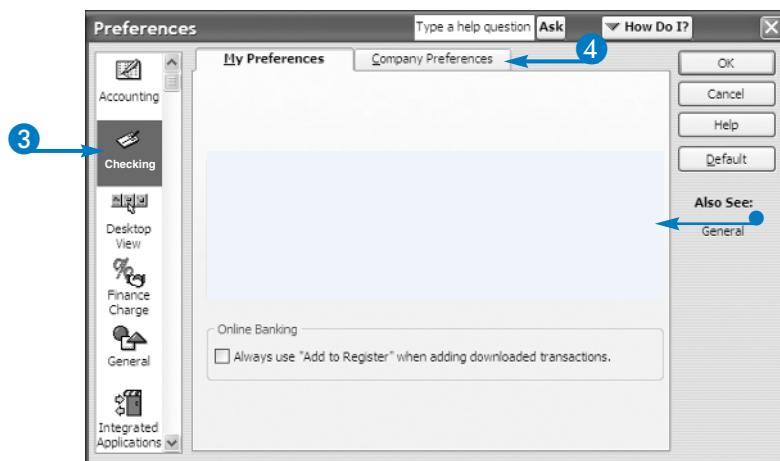 Preferences
Type a help question Ask
How Do I?
My Preferences
Company Preferences
4
OK
Cancel
Help
Default
Also See:
General
Accounting
3
Checking
Desktop
View
Finance
Charge
General
Integrated
Applications
Online Banking
Always use "Add to Register" when adding downloaded transactions.